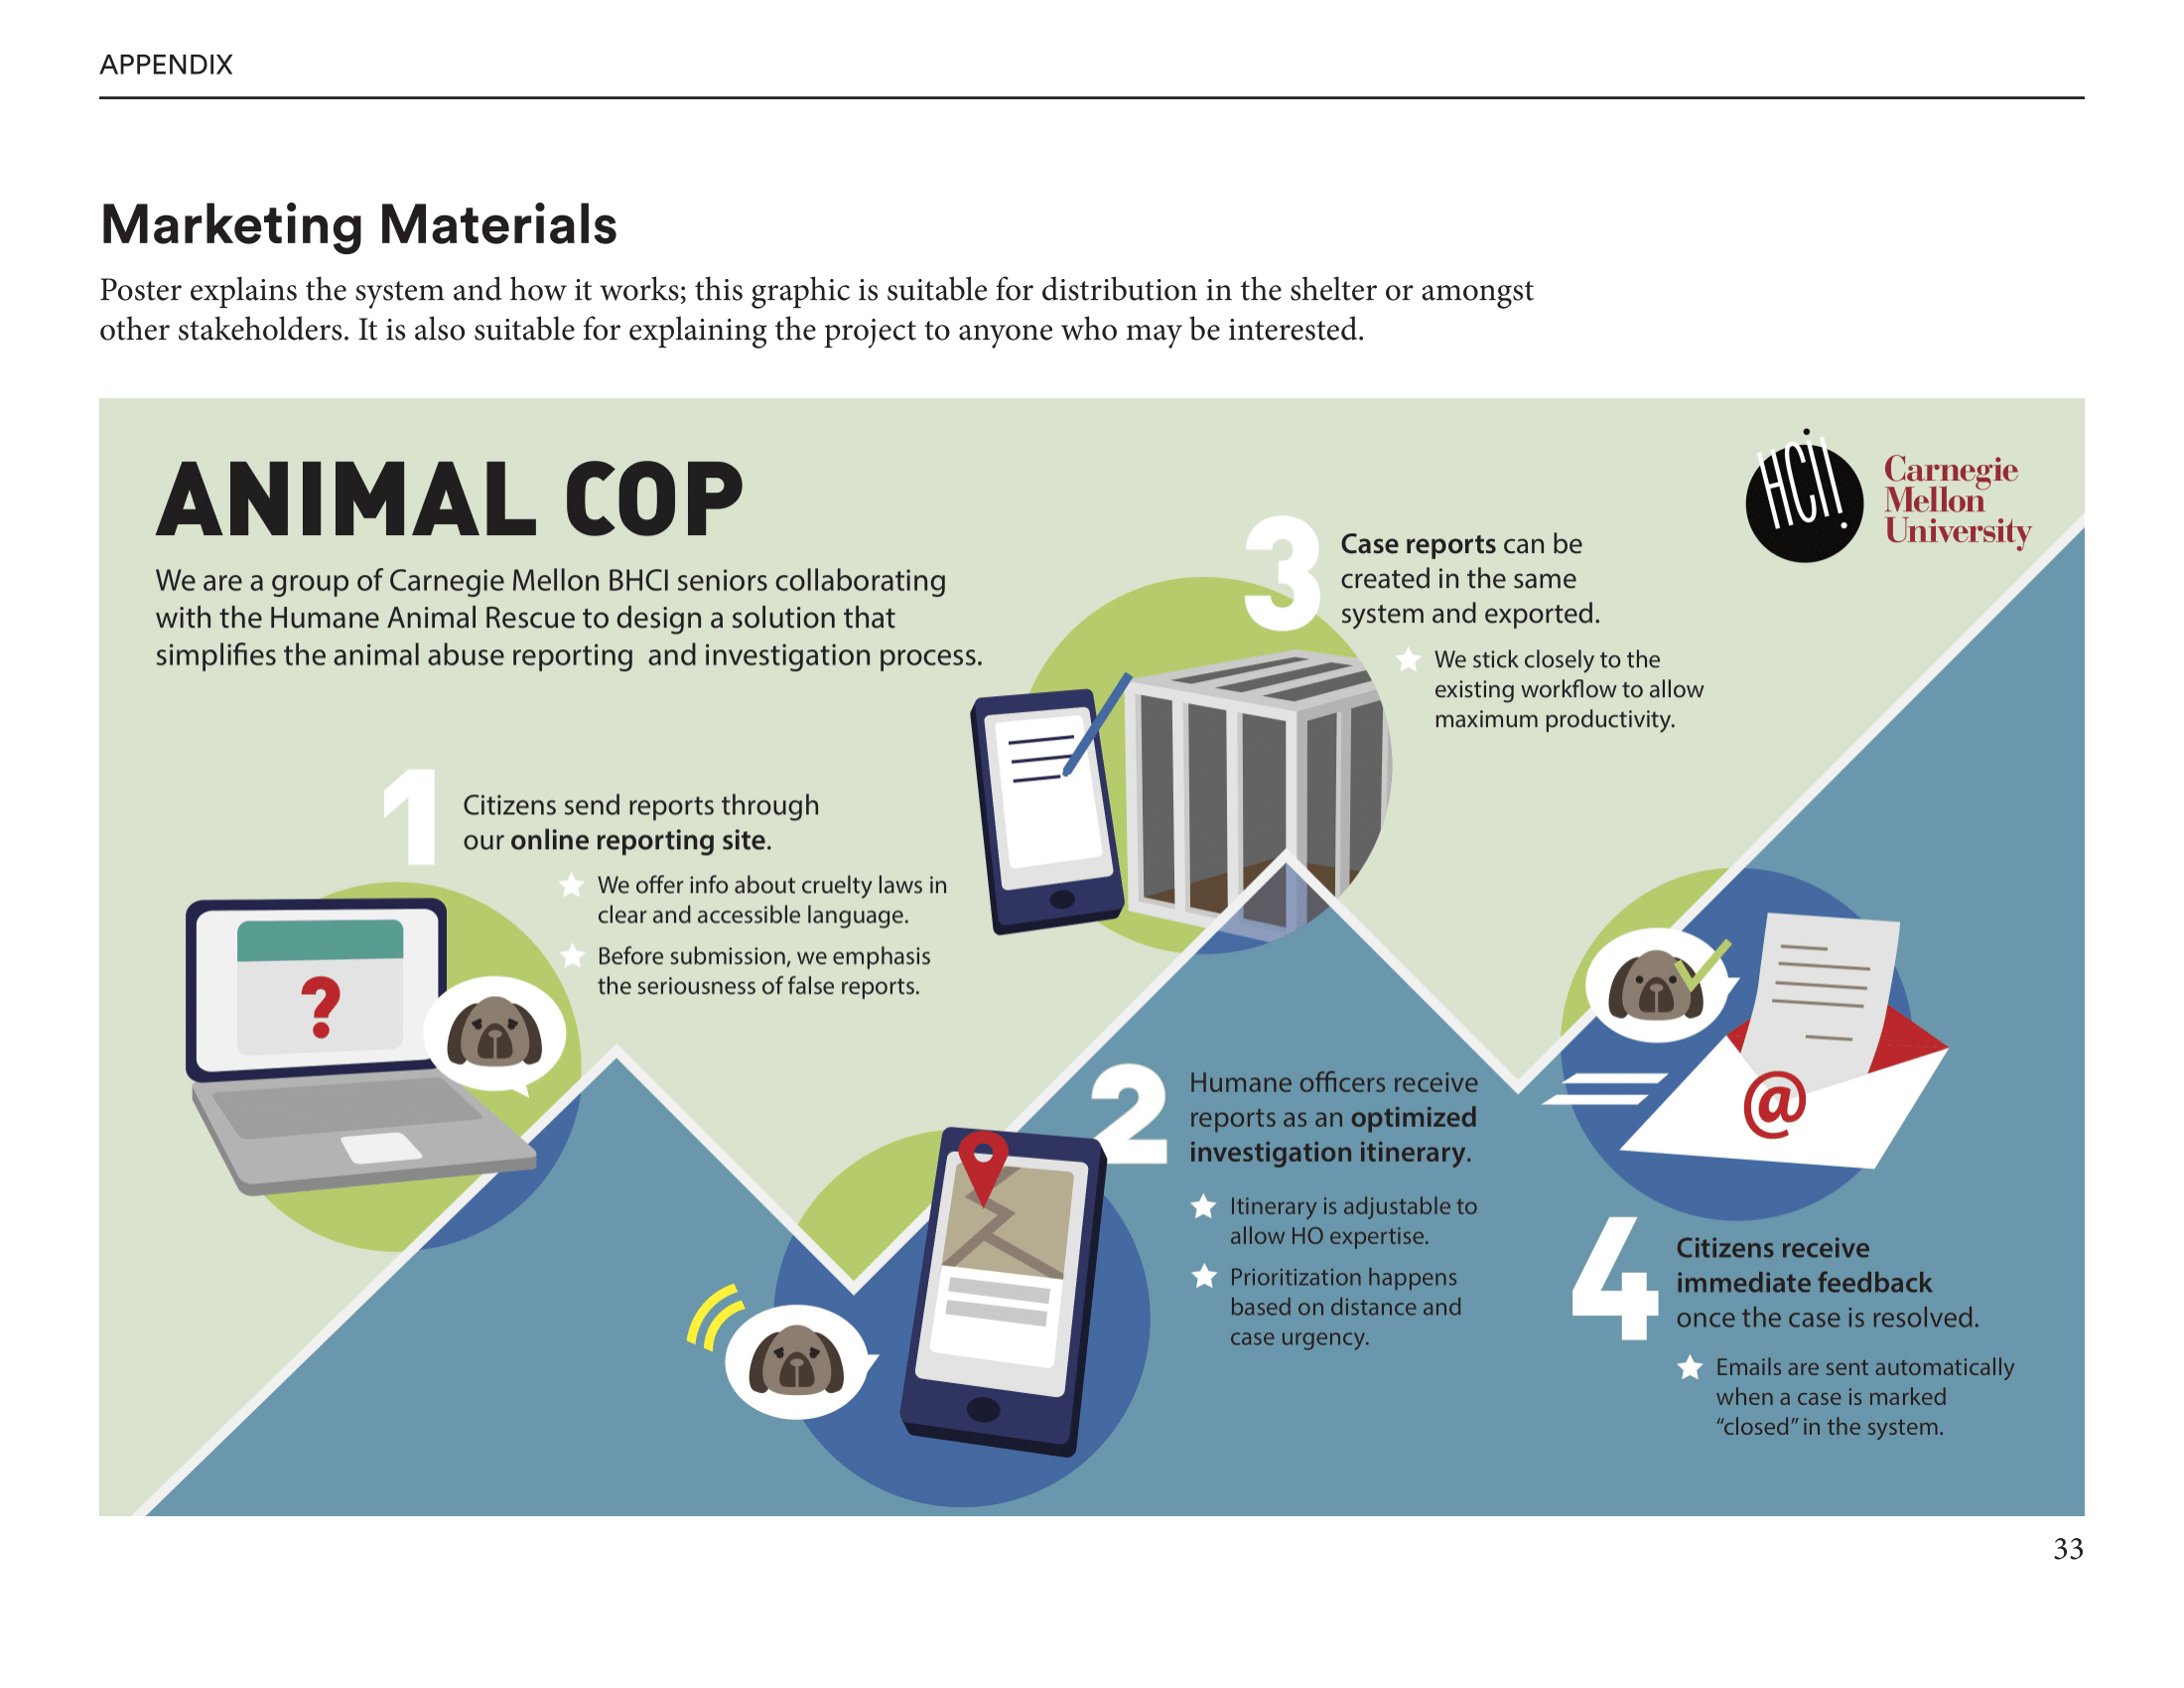 APPENDIX
Marketing Materials
Poster explains the system and how it works; this graphic is suitable for distribution in the shelter or amongst
other stakeholders. It is also suitable for explaining the project to anyone who may be interested.
ANIMAL COP
We are a group of Carnegie Mellon BHCI seniors collaborating
with the Humane Animal Rescue to design a solution that
simplifies the animal abuse reporting and investigation process.
HCII
Carnegie
Mellon
University
1
Citizens send reports through
our online reporting site.
We offer info about cruelty laws in
clear and accessible language.
Before submission, we emphasis
the seriousness of false reports.
?
2
Humane officers receive
reports as an optimized
investigation itinerary.
Itinerary is adjustable to
allow HO expertise.
Prioritization happens
based on distance and
case urgency.
3
Case reports can be
created in the same
system and exported.
We stick closely to the
existing workflow to allow
maximum productivity.
@
4
Citizens receive
immediate feedback
once the case is resolved.
Emails are sent automatically
when a case is marked
“closed” in the system.
33